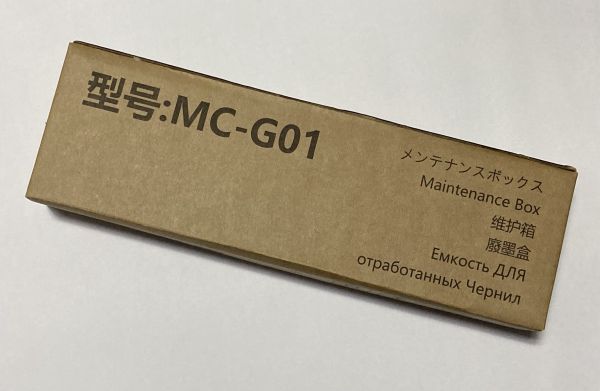 型号:MC-G01
メンテナンスボックス
Maintenance Box
维护箱
廢墨盒
Емкость ДЛЯ
отработанных Чернил